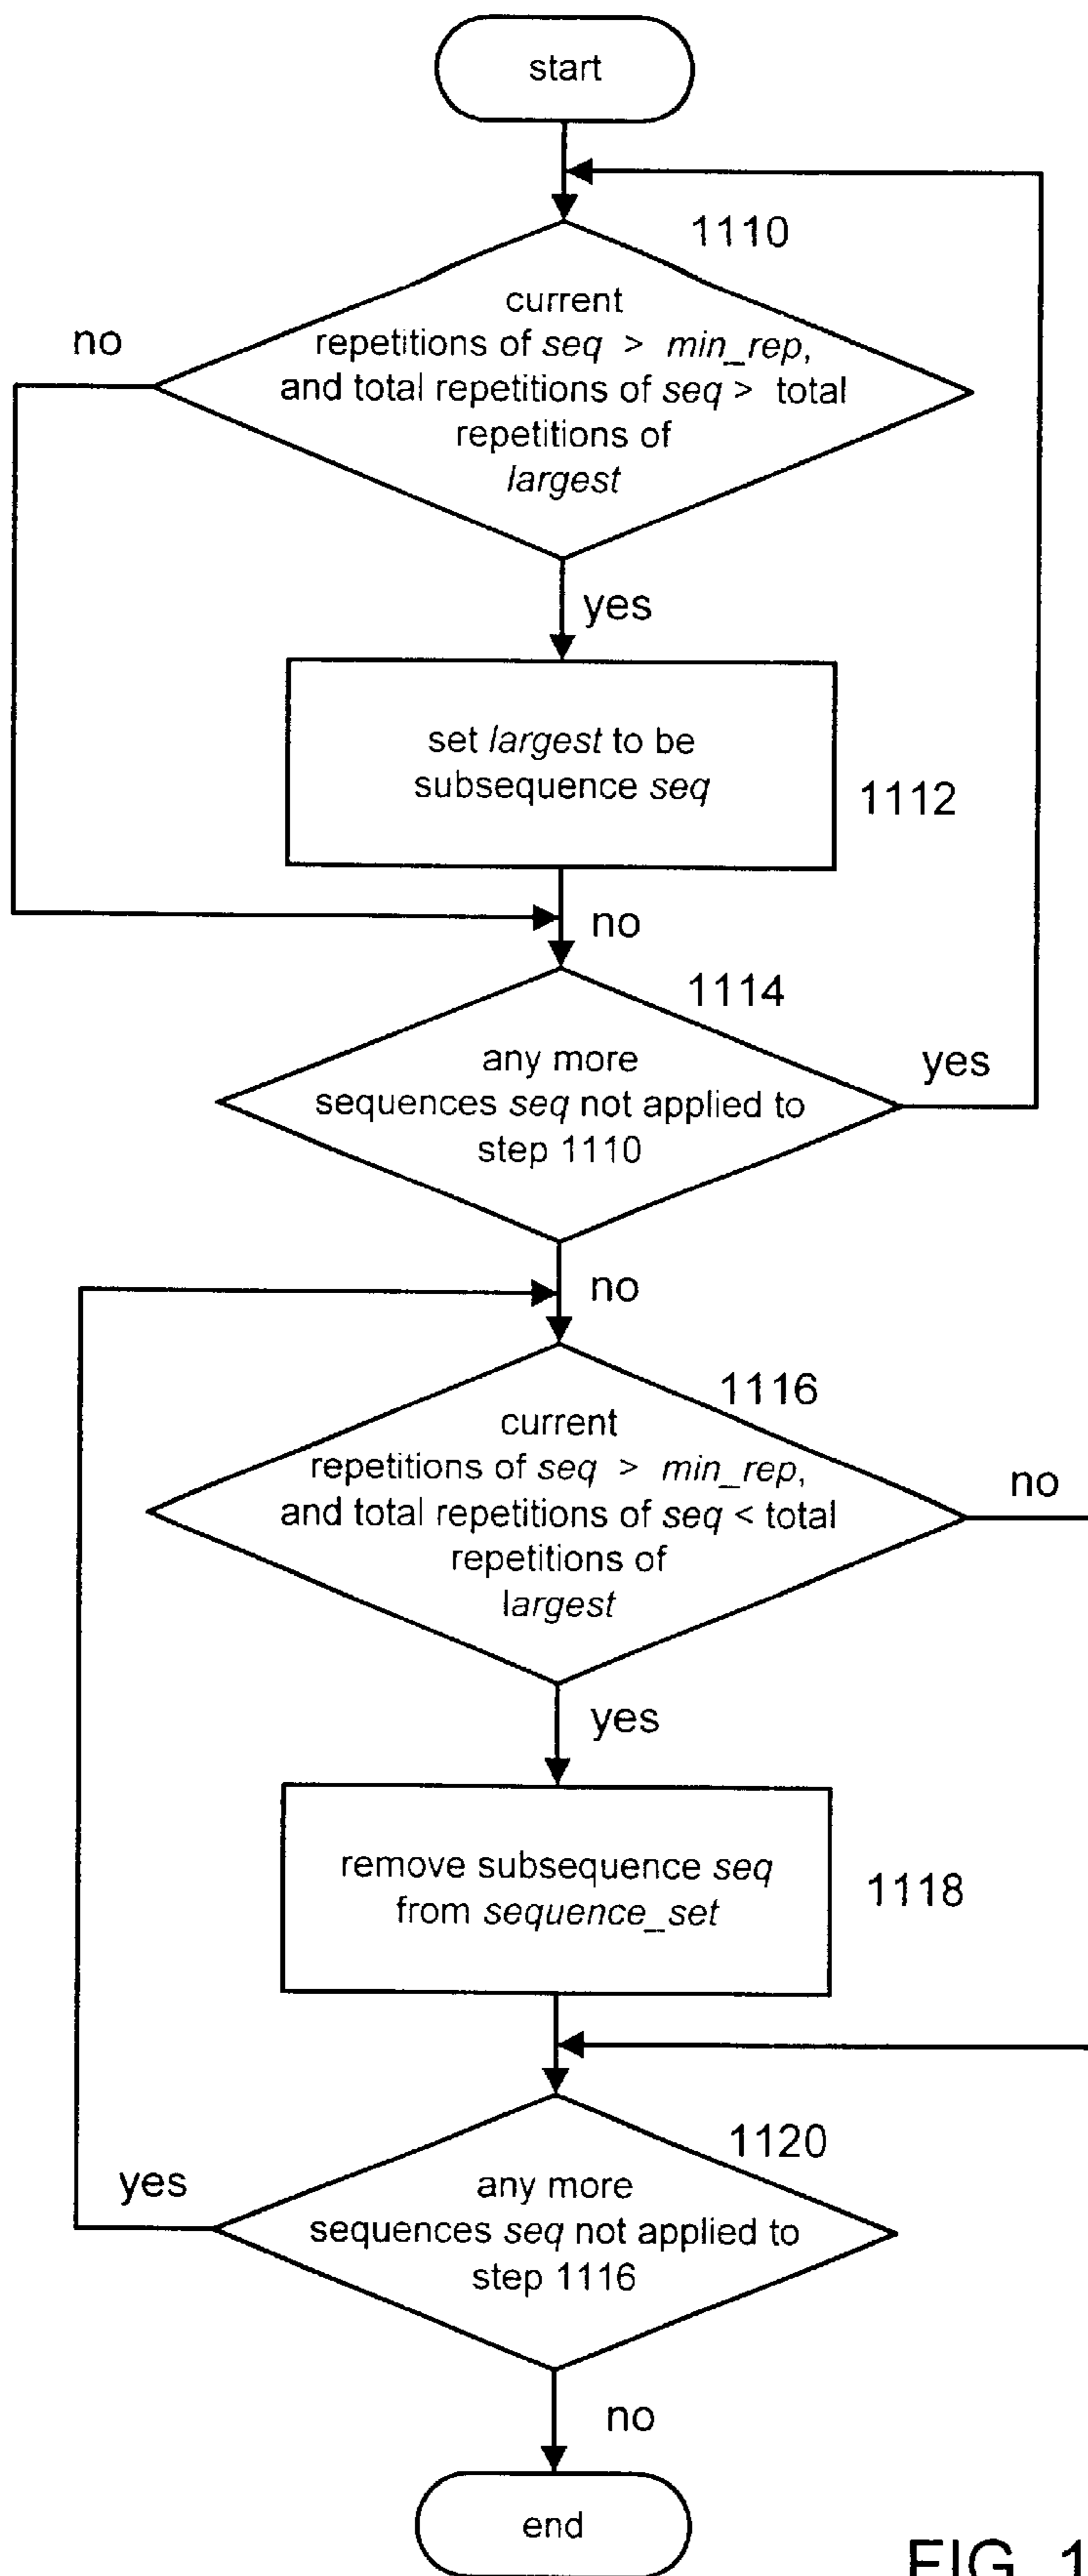 start
1110
no
current
repetitions of seq > min_rep,
and total repetitions of seq > total
repetitions of
largest
yes
set largest to be
subsequence seq
1112
no
1114
any more
sequences seq not applied to
step 1110
yes
no
1116
current
repetitions of seq > min_rep,
and total repetitions of seq < total
repetitions of
largest
no
yes
remove subsequence seq
from sequence_set
1118
1120
yes
any more
sequences seq not applied to
step 1116
no
end
FIG. 1